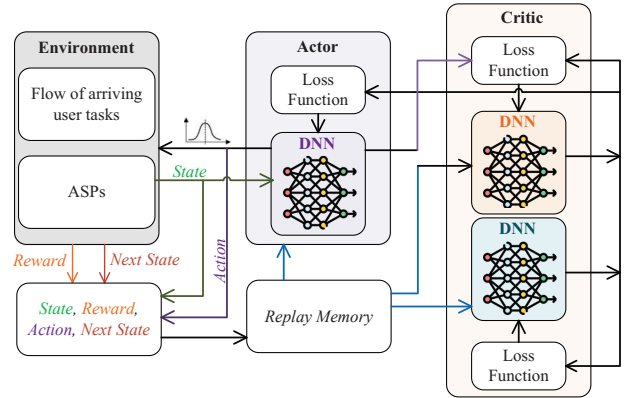 Environment
Flow of arriving
user tasks
ASPs
State
Reward
Next State
Action
State, Reward,
Action, Next State
Actor
Loss
Function
DNN
Replay Memory
Critic
Loss
Function
DNN
DNN
Loss
Function